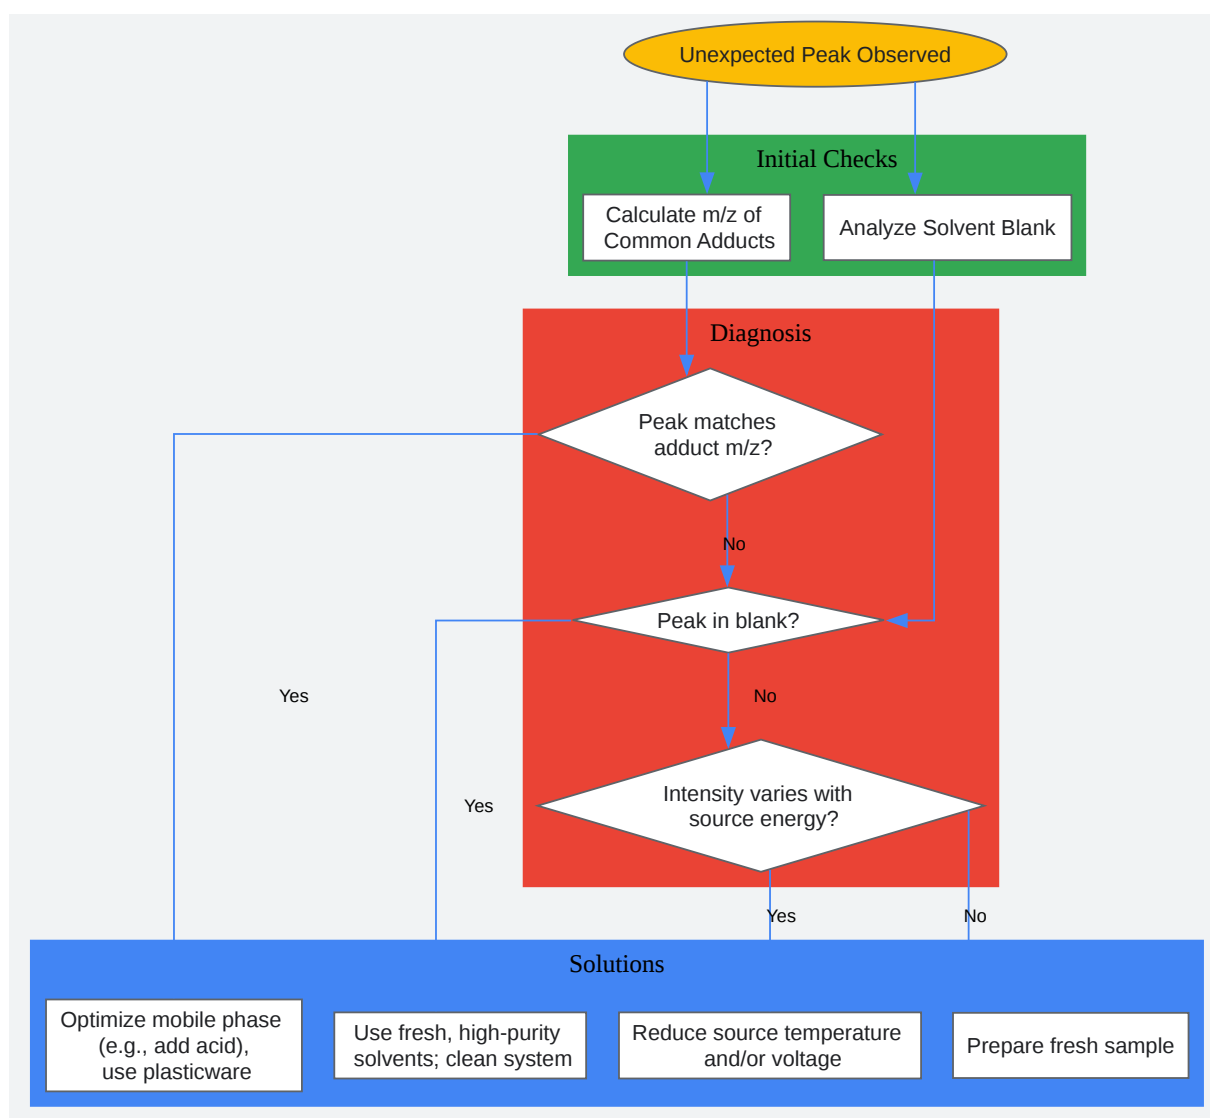 Unexpected Peak Observed
Initial Checks
Calculate m/z of
Common Adducts
Analyze Solvent Blank
Diagnosis
Peak matches
adduct m/z?
No
Peak in blank?
Yes
No
Intensity varies with
source energy?
Yes
Yes
No
Solutions
Optimize mobile phase
(e.g., add acid),
use plasticware
Use fresh, high-purity
solvents; clean system
Reduce source temperature
and/or voltage
Prepare fresh sample